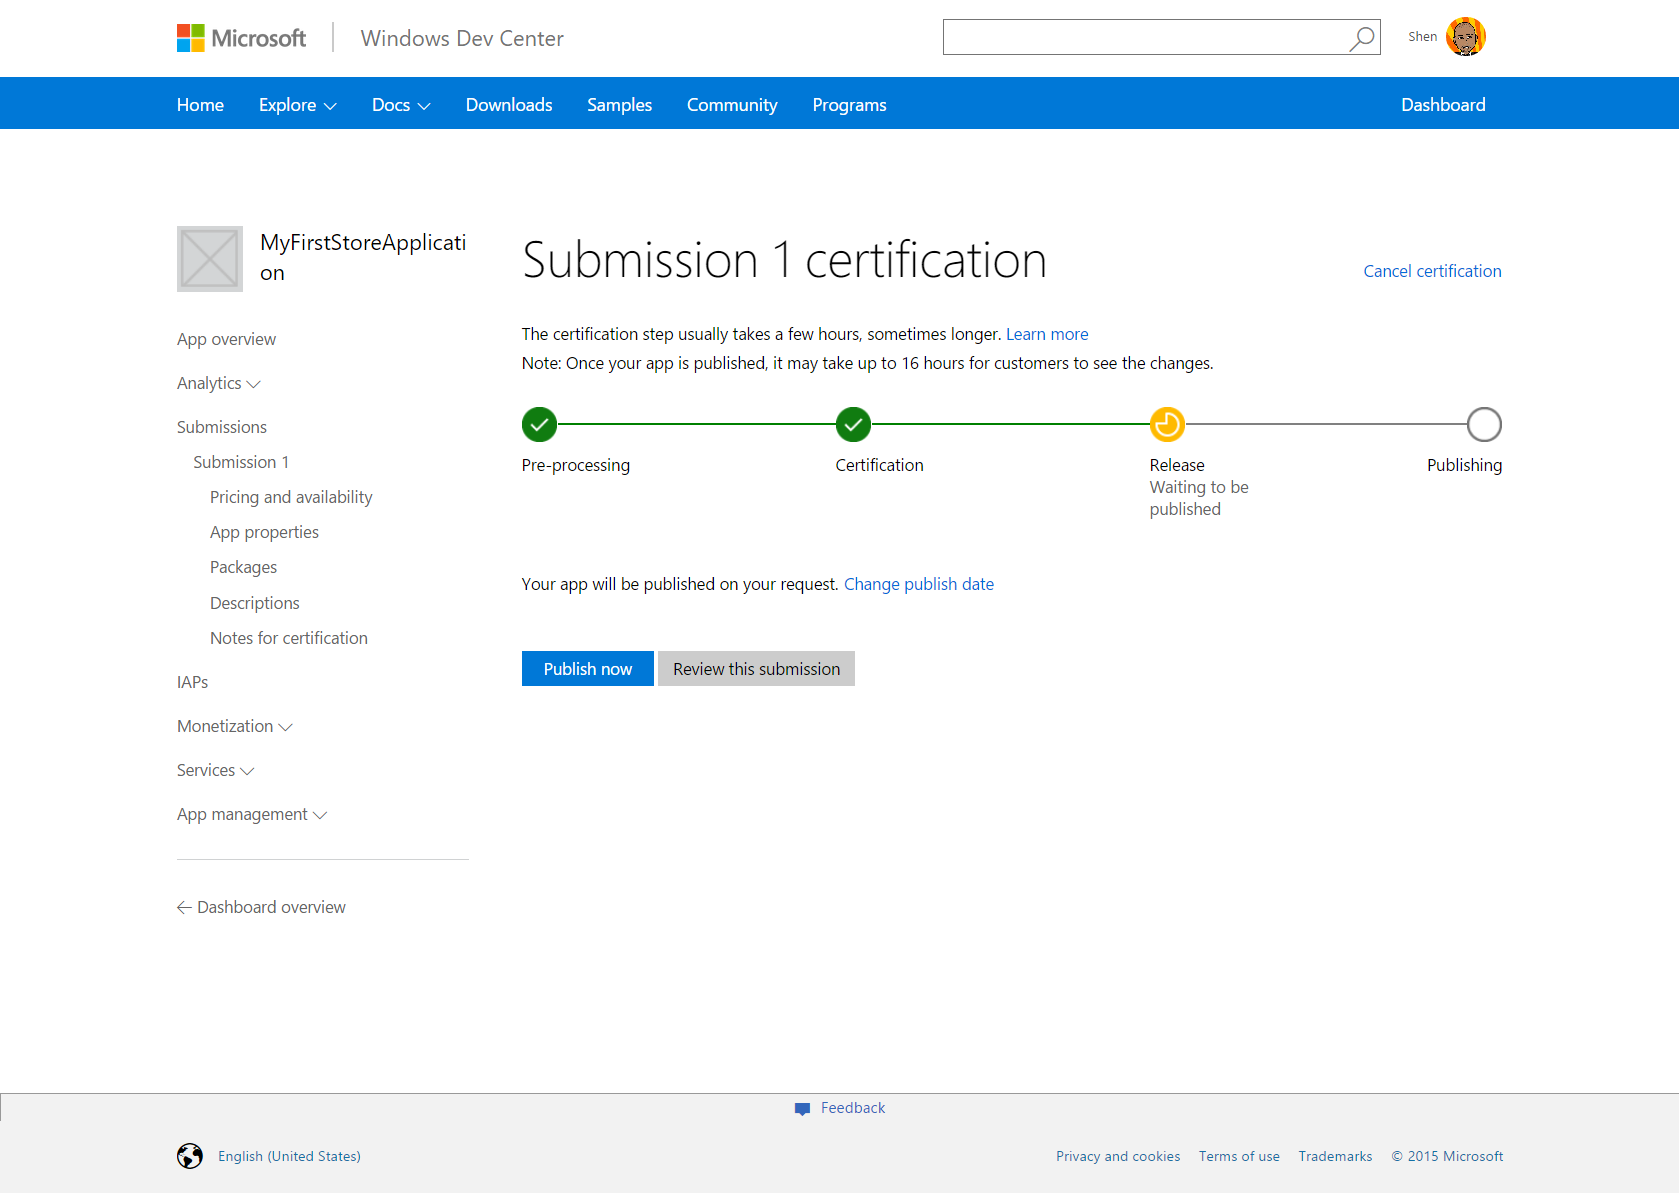 Microsoft
Windows Dev Center
Shen
Home
Explore
Docs
Downloads
Samples
Community
Programs
Dashboard
MyFirstStoreApplicati
on
App overview
Analytics
Submissions
Submission 1
Pricing and availability
App properties
Packages
Descriptions
Notes for certification
IAPs
Monetization
Services
App management
Dashboard overview
Submission 1 certification
Cancel certification
The certification step usually takes a few hours, sometimes longer. Learn more
Note: Once your app is published, it may take up to 16 hours for customers to see the changes.
Pre-processing
Certification
Release
Waiting to be
published
Publishing
Your app will be published on your request. Change publish date
Publish now
Review this submission
Feedback
English (United States)
Privacy and cookies
Terms of use
Trademarks
© 2015 Microsoft